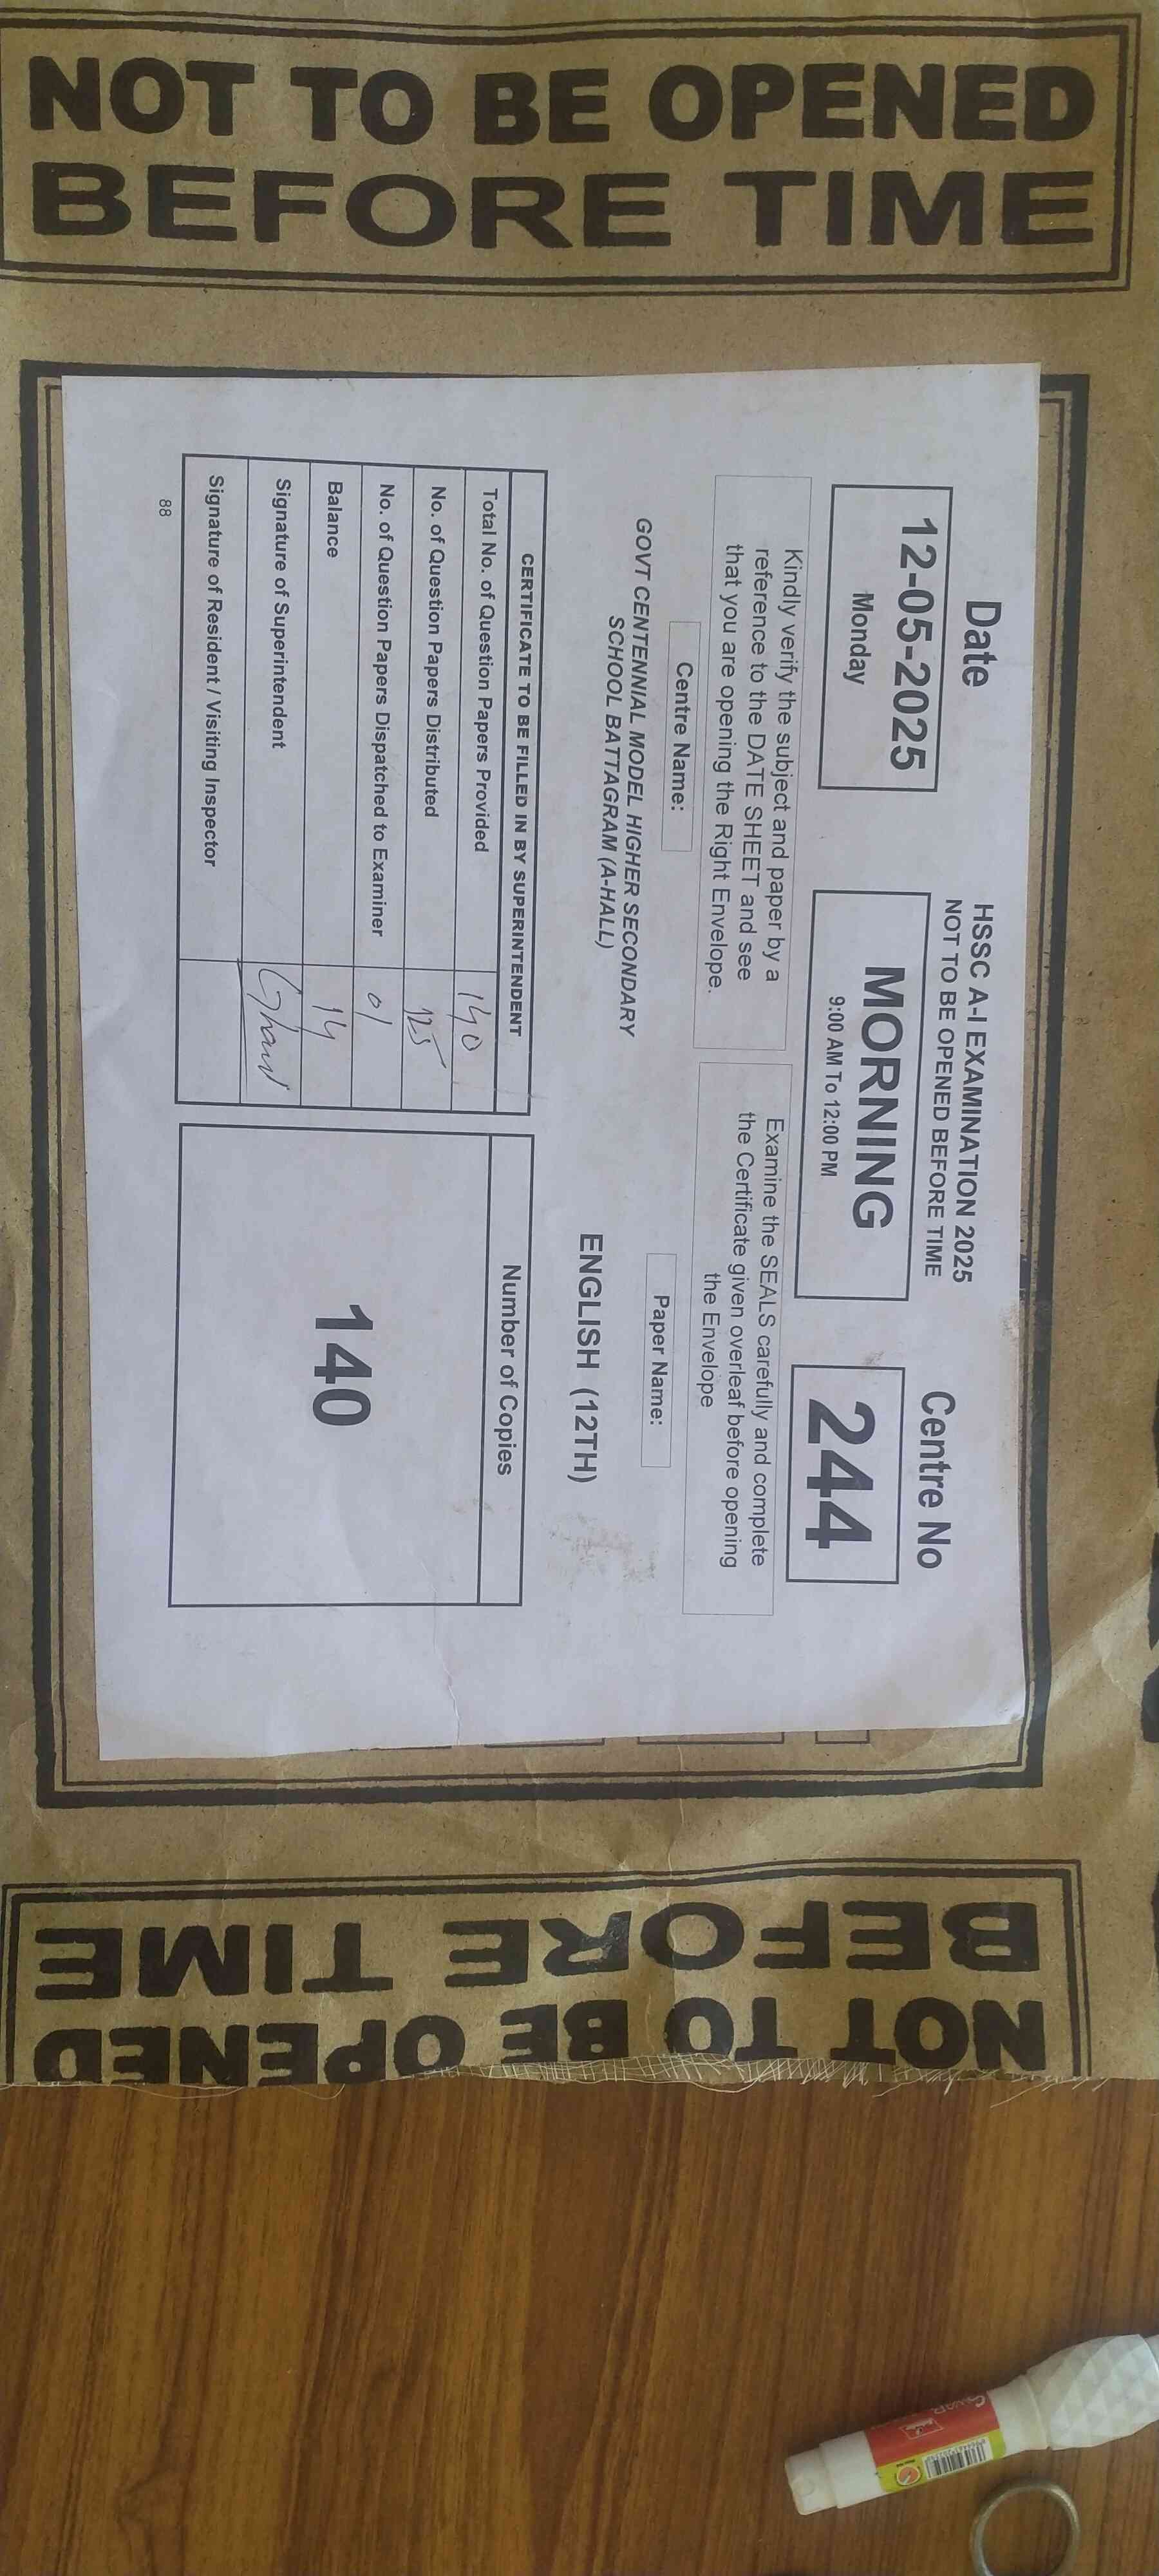 NOT TO BE OPENED
BEFORE TIME
HSSC A-I EXAMINATION 2025
NOT TO BE OPENED BEFORE TIME
Date
12-05-2025
Monday
MORNING
9:00 AM To 12:00 PM
Centre No
244
Kindly verify the subject and paper by a
reference to the DATE SHEET and see
that you are opening the Right Envelope.
Examine the SEALS carefully and complete
the Certificate given overleaf before opening
the Envelope
Centre Name:
GOVT CENTENNIAL MODEL HIGHER SECONDARY
SCHOOL BATTAGRAM (A-HALL)
Paper Name:
ENGLISH (12TH)
CERTIFICATE TO BE FILLED IN BY SUPERINTENDENT
Total No. of Question Papers Provided 140
No. of Question Papers Distributed 125
No. of Question Papers Dispatched to Examiner 01
Balance 14
Signature of Superintendent
Signature of Resident / Visiting Inspector
Number of Copies
140
88
NOT TO BE OPENED
BEFORE TIME